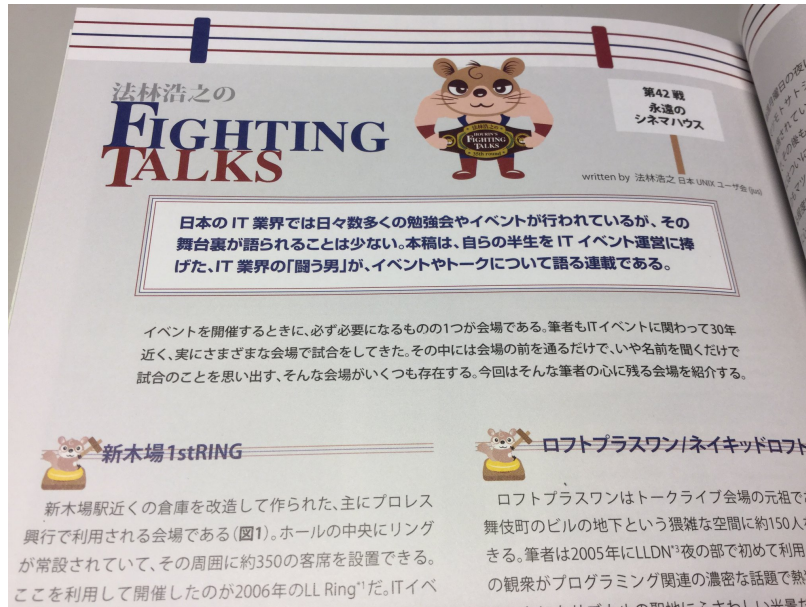 法林浩之の
FIGHTING
TALKS
法林浩之の
HOURIN'S
FIGHTING
TALKS
第42戦
永遠の
シネマハウス
written by 法林浩之 日本 UNIX ユーザ会 (jus)
日本の IT 業界では日々数多くの勉強会やイベントが行われているが、その
舞台裏が語られることは少ない。本稿は、自らの半生を IT イベント運営に捧
げた、IT 業界の「闘う男」が、イベントやトークについて語る連載である。
イベントを開催するときに、必ず必要になるものの1つが会場である。筆者もITイベントに関わって30年
近く、実にさまざまな会場で試合をしてきた。その中には会場の前を通るだけで、いや名前を聞くだけで
試合のことを思い出す、そんな会場がいくつも存在する。今回はそんな筆者の心に残る会場を紹介する。
新木場1stRING
新木場駅近くの倉庫を改造して作られた、主にプロレス
興行で利用される会場である(図1)。ホールの中央にリング
が常設されていて、その周囲に約350の客席を設置できる。
ここを利用して開催したのが2006年のLL Ring*1だ。ITイベ
ロフトプラスワン/ネイキッドロフト
ロフトプラスワンはトークライブ会場の元祖で
舞伎町のビルの地下という猥雑な空間に約150人
きる。筆者は2005年にLLDN*3夜の部で初めて利用
の観衆がプログラミング関連の濃密な話題で熱